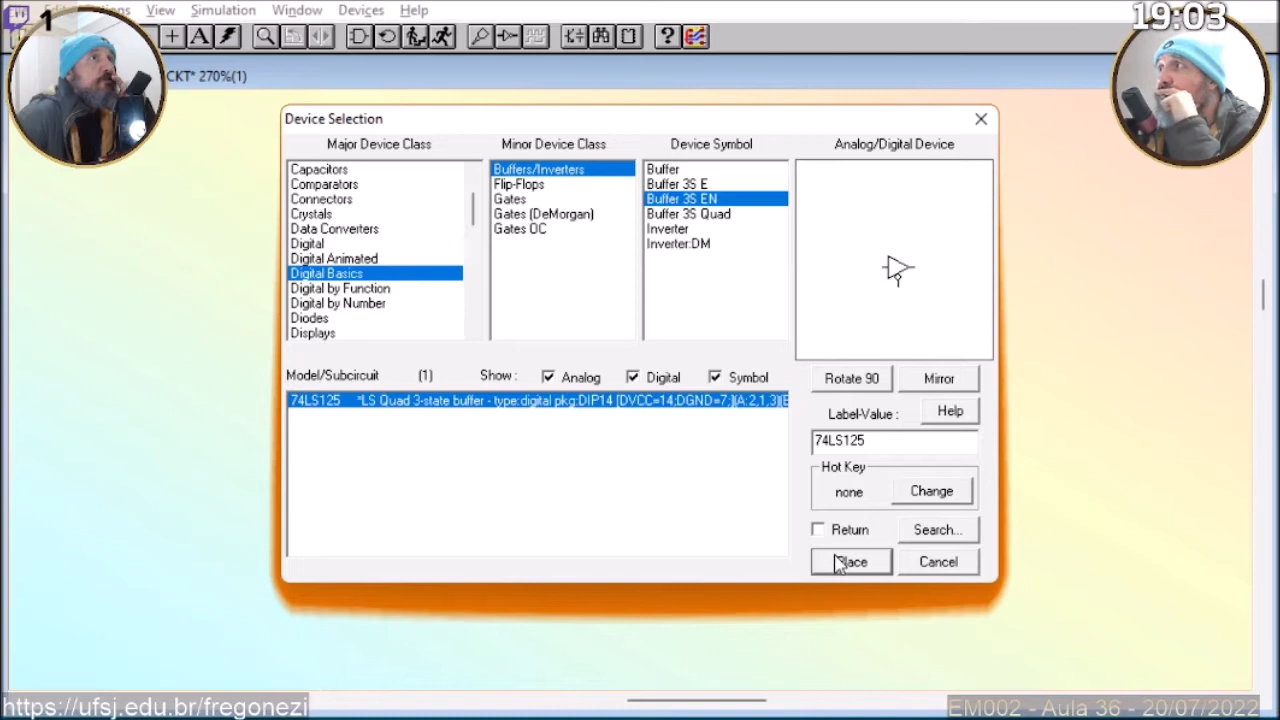 1
19:03
Options View Simulation Window Devices Help
CKT* 270%(1)
Device Selection
Major Device Class Minor Device Class Device Symbol Analog/Digital Device
Capacitors
Comparators
Connectors
Crystals
Data Converters
Digital
Digital Animated
Digital Basics
Digital by Function
Digital by Number
Diodes
Displays
Buffers/Inverters
Flip-Flops
Gates
Gates (DeMorgan)
Gates OC
Buffer
Buffer 3S E
Buffer 3S EN
Buffer 3S Quad
Inverter
Inverter:DM
Model/Subcircuit (1) Show : Analog Digital Symbol
74LS125 *LS Quad 3-state buffer - type:digital pkg:DIP14 [DVCC=14;DGND=7;](A:2,1,3)(B
Rotate 90 Mirror
Label-Value : Help
74LS125
Hot Key
none Change
Return Search...
Place Cancel
https://ufsj.edu.br/fregonezi
EM002 - Aula 36 - 20/07/2022